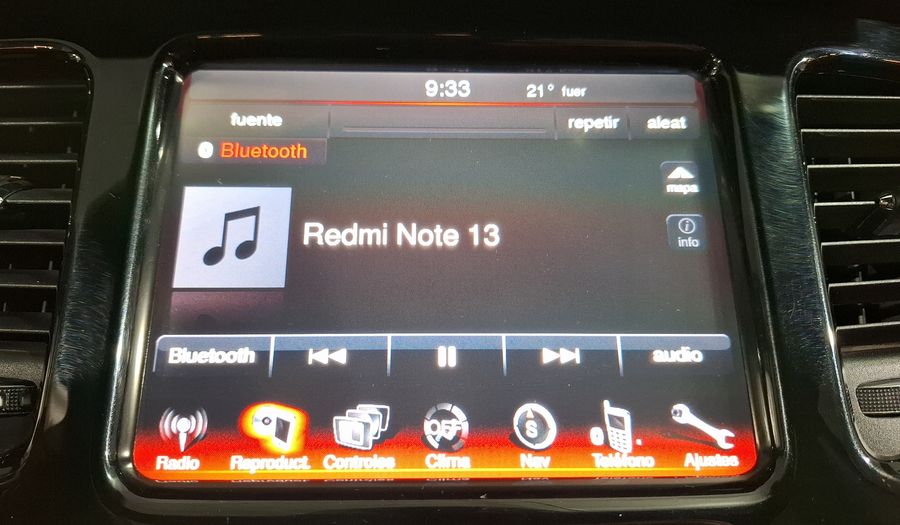 9:33 21° fuer
fuente repetir aleat
Bluetooth
mapa
Redmi Note 13
info
Bluetooth audio
OFF S
Radio Reproduct. Controles Clima Nav Teléfono Ajustes